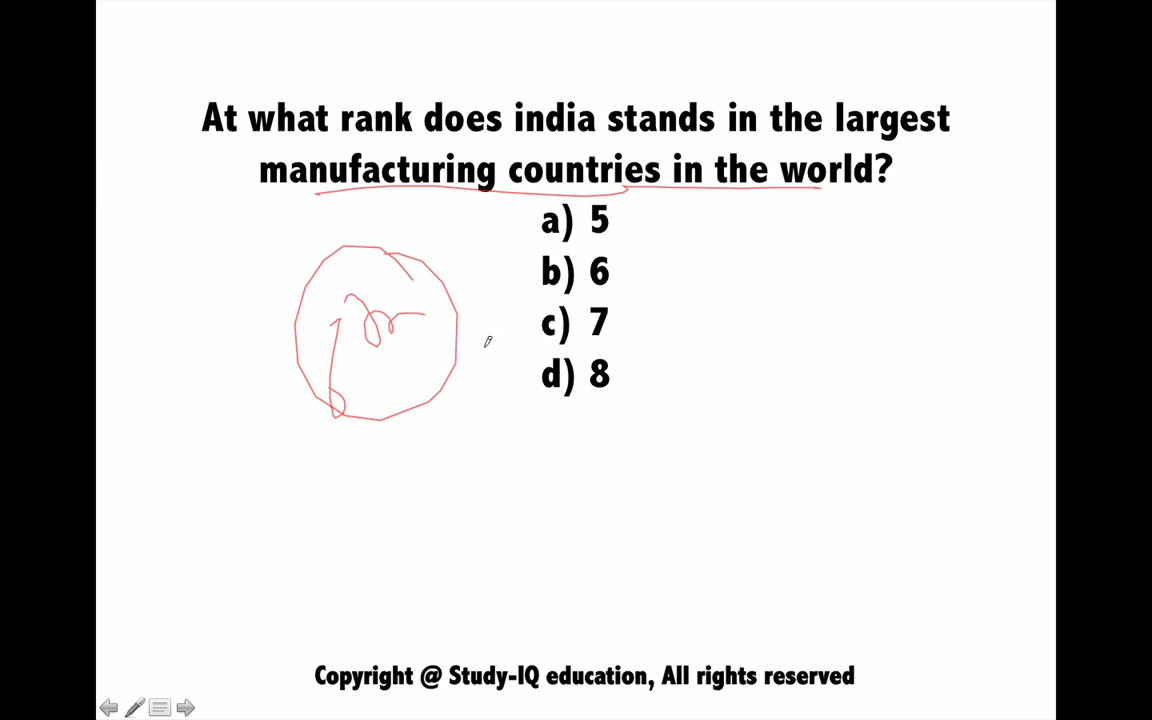 At what rank does india stands in the largest
manufacturing countries in the world?
a) 5
b) 6
c) 7
d) 8
Copyright @ Study-IQ education, All rights reserved